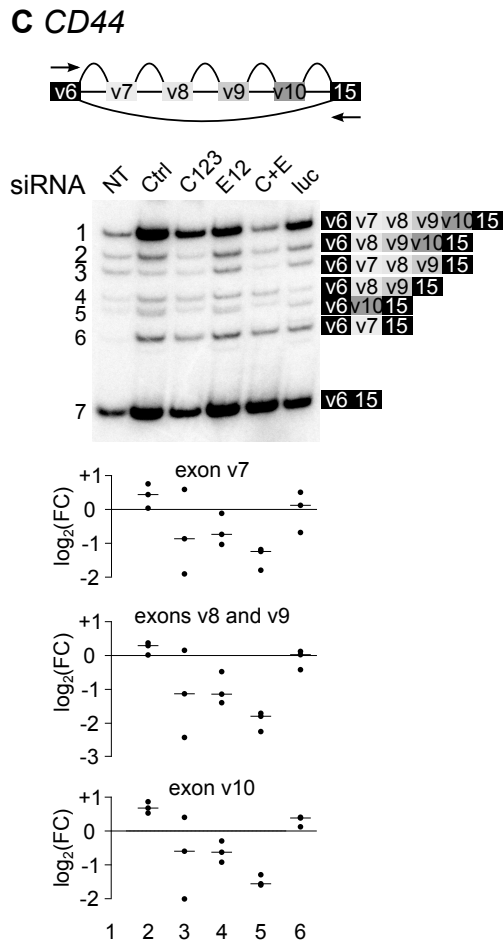 C CD44
v6 v7 v8 v9 v10 15
siRNA NT Ctrl C123 E12 C+E luc
1 v6 v7 v8 v9 v10 15
2 v6 v8 v9 v10 15
3 v6 v7 v8 v9 15
4 v6 v8 v9 15
5 v6 v10 15
6 v6 v7 15
7 v6 15
exon v7
+1
0
-1
-2
log₂(FC)
exons v8 and v9
+1
0
-1
-2
-3
log₂(FC)
exon v10
+1
0
-1
-2
log₂(FC)
1 2 3 4 5 6